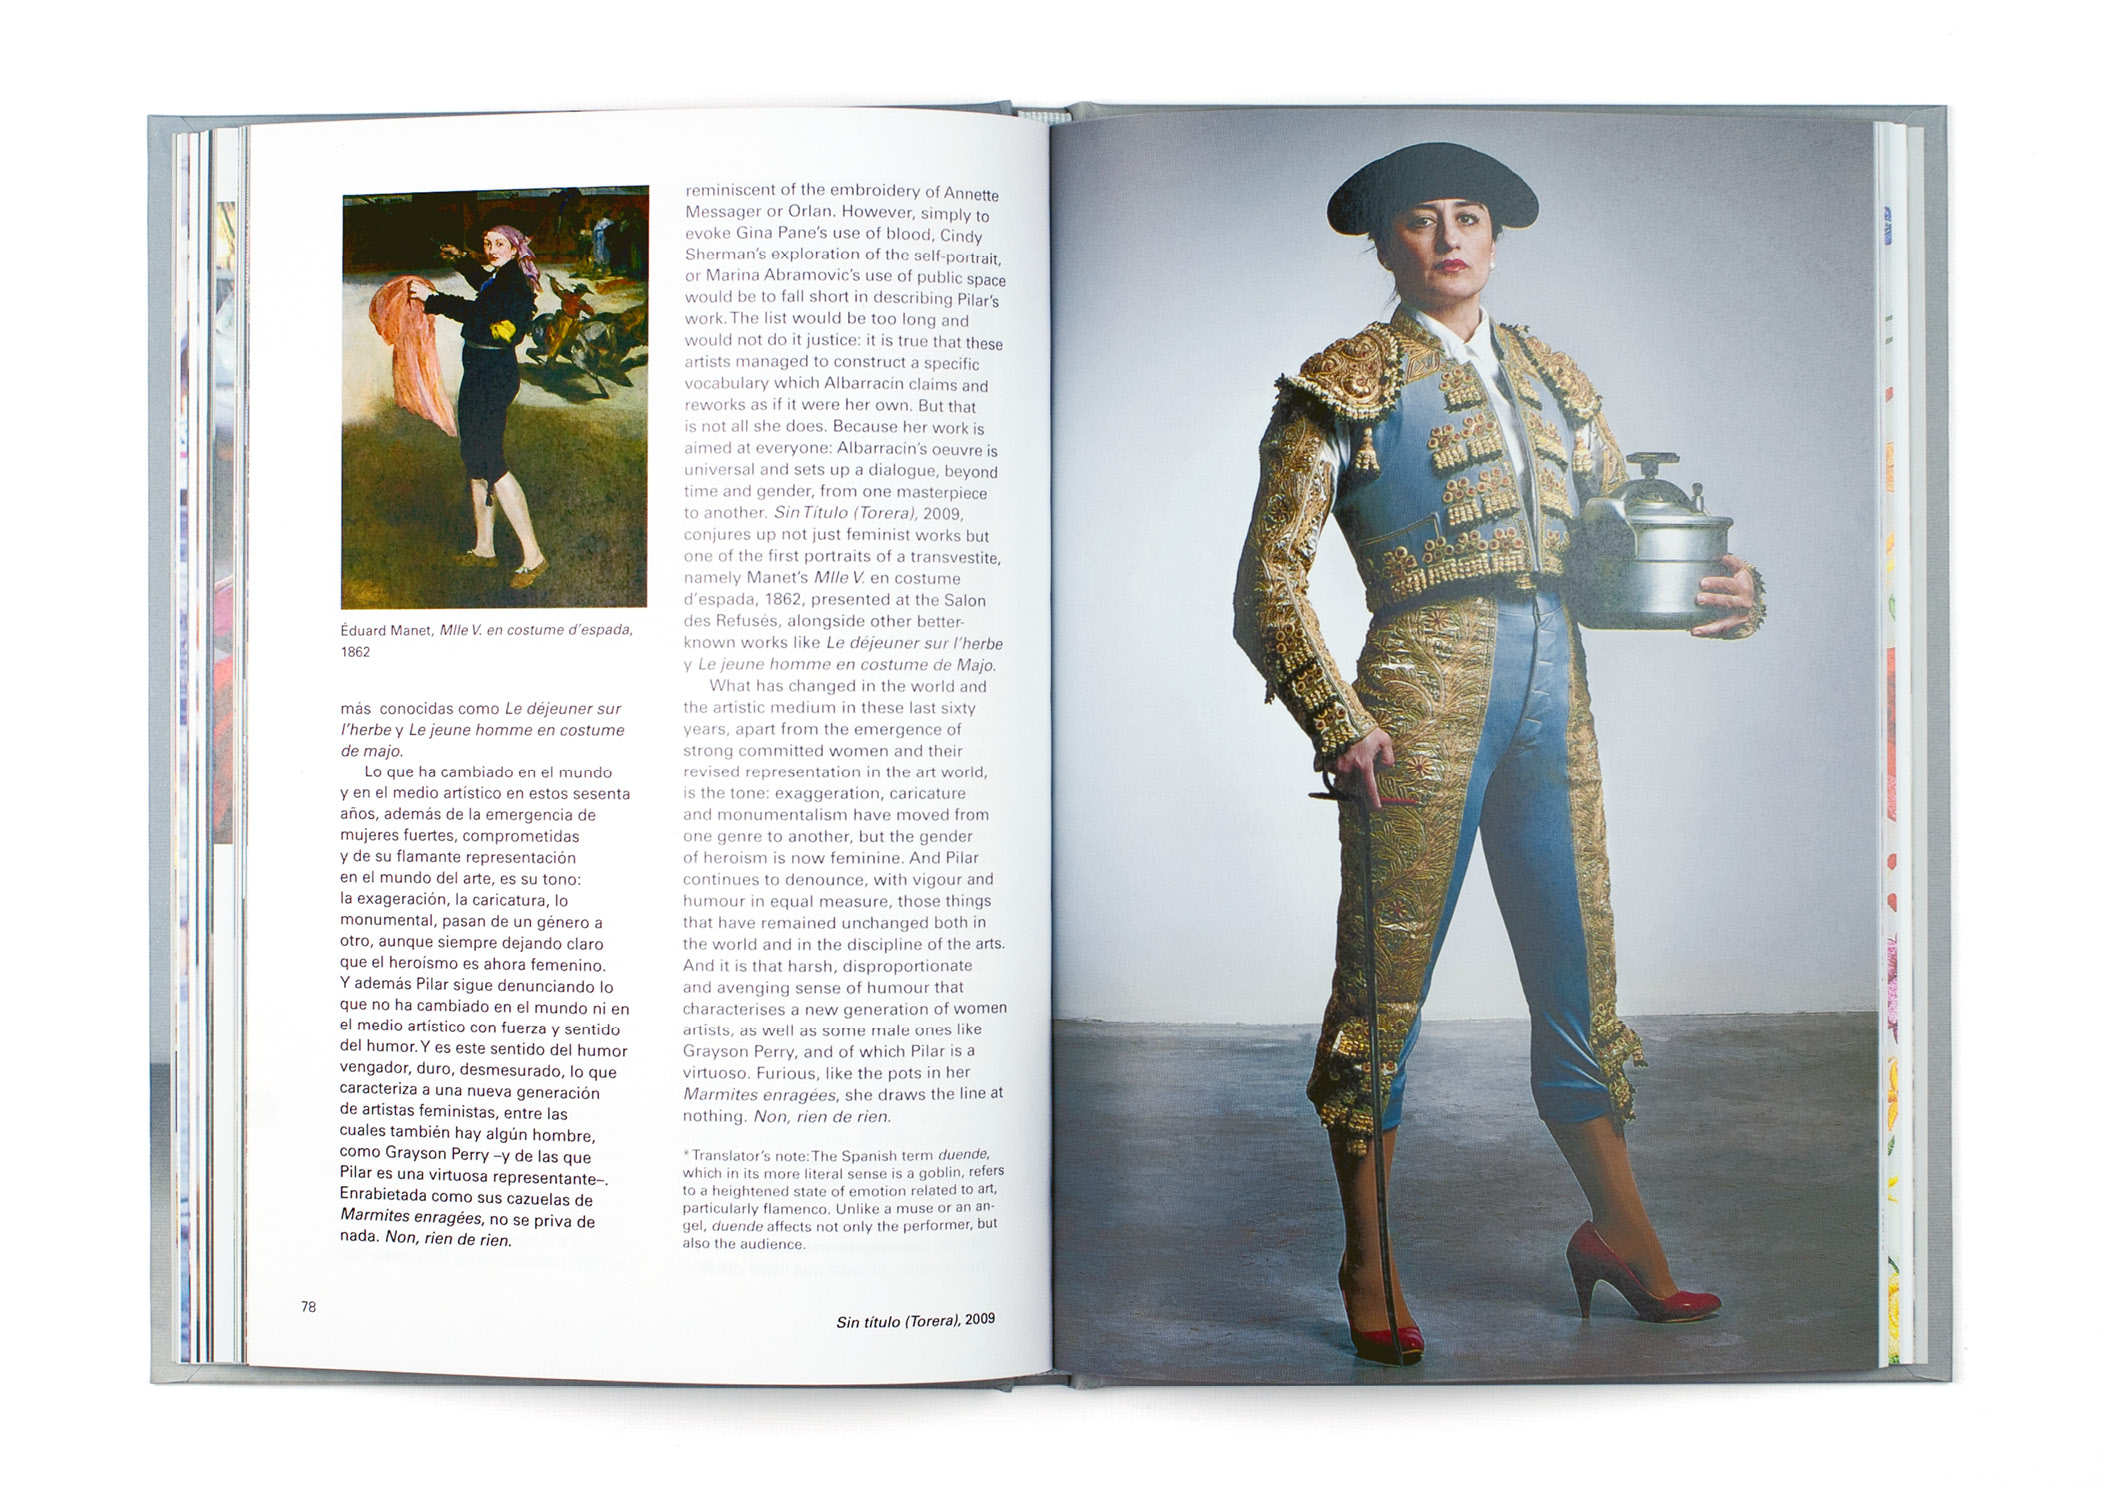 Éduard Manet, Mlle V. en costume d'espada,
1862
más conocidas como Le déjeuner sur
l'herbe y Le jeune homme en costume
de majo.
Lo que ha cambiado en el mundo
y en el medio artístico en estos sesenta
años, además de la emergencia de
mujeres fuertes, comprometidas
y de su flamante representación
en el mundo del arte, es su tono:
la exageración, la caricatura, lo
monumental, pasan de un género a
otro, aunque siempre dejando claro
que el heroísmo es ahora femenino.
Y además Pilar sigue denunciando lo
que no ha cambiado en el mundo ni en
el medio artístico con fuerza y sentido
del humor. Y es este sentido del humor
vengador, duro, desmesurado, lo que
caracteriza a una nueva generación
de artistas feministas, entre las
cuales también hay algún hombre,
como Grayson Perry –y de las que
Pilar es una virtuosa representante–.
Enrabietada como sus cazuelas de
Marmites enragées, no se priva de
nada. Non, rien de rien.
78
reminiscent of the embroidery of Annette
Messager or Orlan. However, simply to
evoke Gina Pane's use of blood, Cindy
Sherman's exploration of the self-portrait,
or Marina Abramovic's use of public space
would be to fall short in describing Pilar's
work. The list would be too long and
would not do it justice: it is true that these
artists managed to construct a specific
vocabulary which Albarracín claims and
reworks as if it were her own. But that
is not all she does. Because her work is
aimed at everyone: Albarracín's oeuvre is
universal and sets up a dialogue, beyond
time and gender, from one masterpiece
to another. Sin Título (Torera), 2009,
conjures up not just feminist works but
one of the first portraits of a transvestite,
namely Manet's Mlle V. en costume
d'espada, 1862, presented at the Salon
des Refusés, alongside other better-
known works like Le déjeuner sur l'herbe
y Le jeune homme en costume de Majo.
What has changed in the world and
the artistic medium in these last sixty
years, apart from the emergence of
strong committed women and their
revised representation in the art world,
is the tone: exaggeration, caricature
and monumentalism have moved from
one genre to another, but the gender
of heroism is now feminine. And Pilar
continues to denounce, with vigour and
humour in equal measure, those things
that have remained unchanged both in
the world and in the discipline of the arts.
And it is that harsh, disproportionate
and avenging sense of humour that
characterises a new generation of women
artists, as well as some male ones like
Grayson Perry, and of which Pilar is a
virtuoso. Furious, like the pots in her
Marmites enragées, she draws the line at
nothing. Non, rien de rien.
* Translator's note: The Spanish term duende,
which in its more literal sense is a goblin, refers
to a heightened state of emotion related to art,
particularly flamenco. Unlike a muse or an an-
gel, duende affects not only the performer, but
also the audience.
Sin título (Torera), 2009